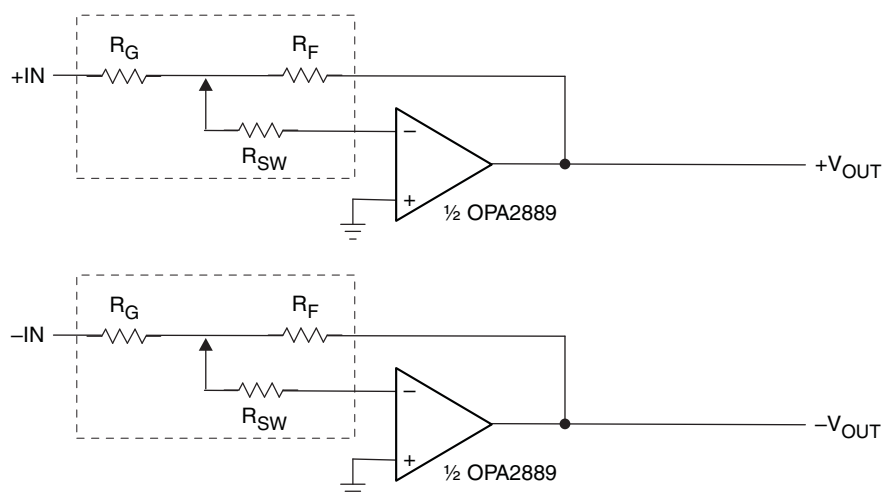 R_G
R_F
+IN
R_SW
−
+
+V_OUT
½ OPA2889
R_G
R_F
–IN
R_SW
−
+
–V_OUT
½ OPA2889